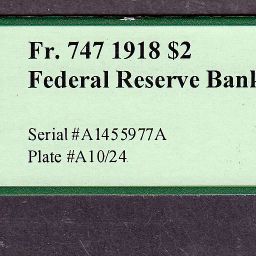 Fr. 747 1918 $2
Federal Reserve Bank
Serial #A1455977A
Plate #A10/24